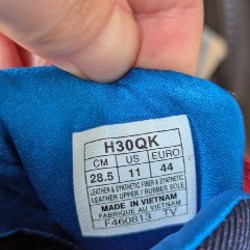 H30QK
CM US EURO
28.5 11 44
LEATHER & SYNTHETIC FIBER & SYNTHETIC
LEATHER UPPER / RUBBER SOLE
MADE IN VIETNAM
FABRIQUE AU VIETNAM
F460813 TV